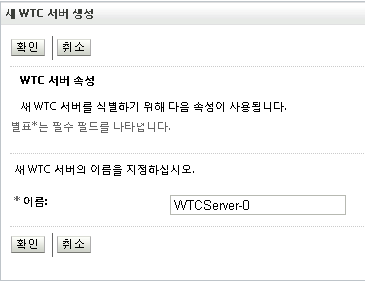 새 WTC 서버 생성
확인 취소
WTC 서버 속성
새 WTC 서버를 식별하기 위해 다음 속성이 사용됩니다.
별표*는 필수 필드를 나타냅니다.
새 WTC 서버의 이름을 지정하십시오.
* 이름: WTCServer-0
확인 취소